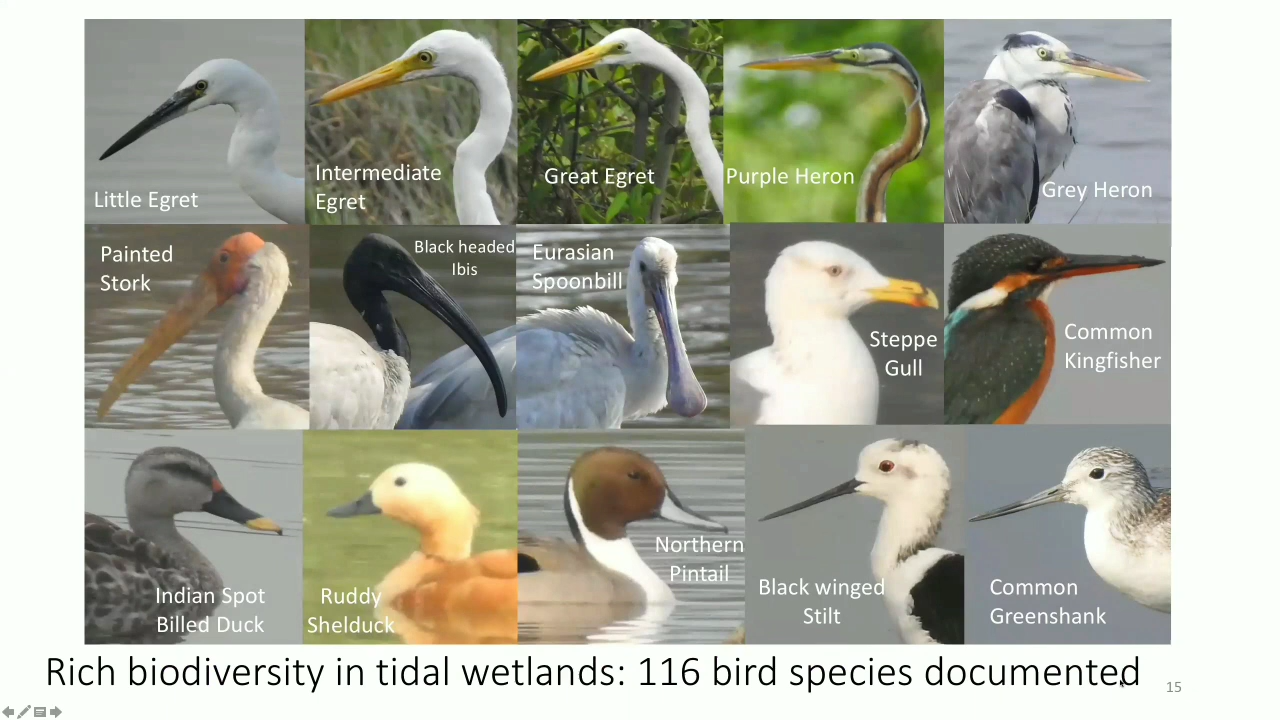 Little Egret
Intermediate
Egret
Great Egret
Purple Heron
Grey Heron
Painted
Stork
Black headed
Ibis
Eurasian
Spoonbill
Steppe
Gull
Common
Kingfisher
Indian Spot
Billed Duck
Ruddy
Shelduck
Northern
Pintail
Black winged
Stilt
Common
Greenshank
Rich biodiversity in tidal wetlands: 116 bird species documented
15